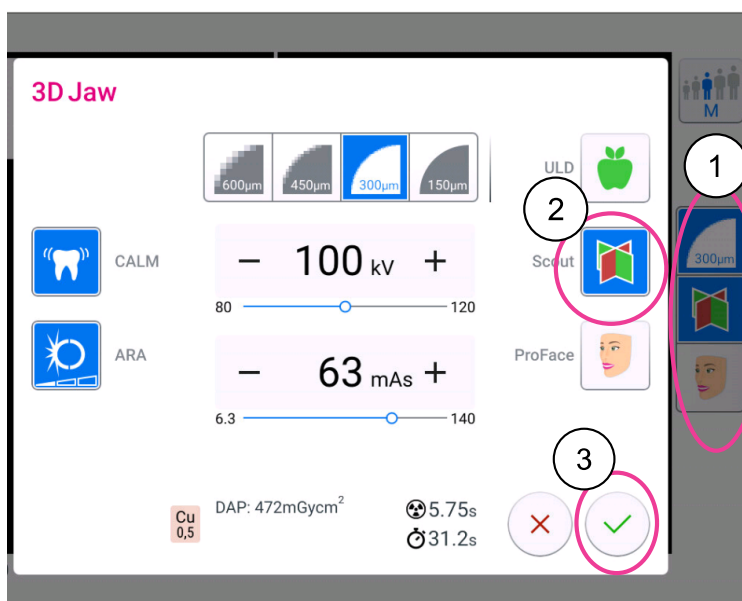 3D Jaw
M
600µm 450µm 300µm 150µm
ULD
1
2
CALM
− 100 kV +
Scout
300µm
80 120
ARA
− 63 mAs +
ProFace
6.3 140
3
Cu
0,5
DAP: 472mGycm²
5.75s
31.2s